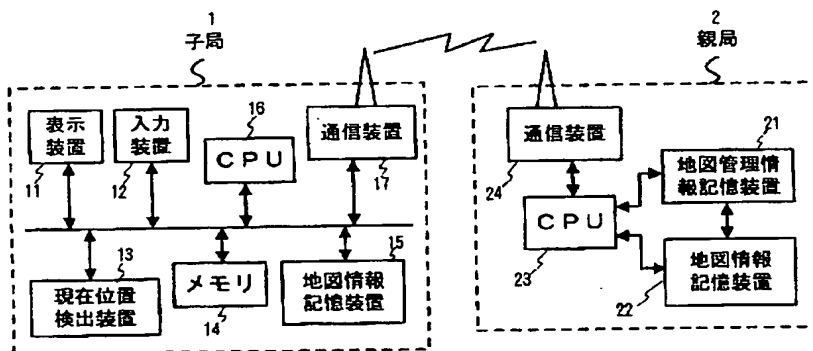 1
子局
2
親局
表示
装置
11
入力
装置
12
16
CPU
通信装置
17
13
現在位置
検出装置
メモリ
14
15
地図情報
記憶装置
通信装置
24
CPU
23
21
地図管理情
報記憶装置
地図情報
記憶装置
22